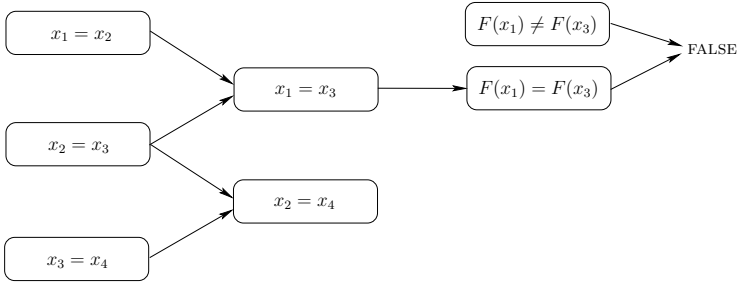 x₁ = x₂
x₂ = x₃
x₃ = x₄
x₁ = x₃
x₂ = x₄
F(x₁) ≠ F(x₃)
F(x₁) = F(x₃)
FALSE